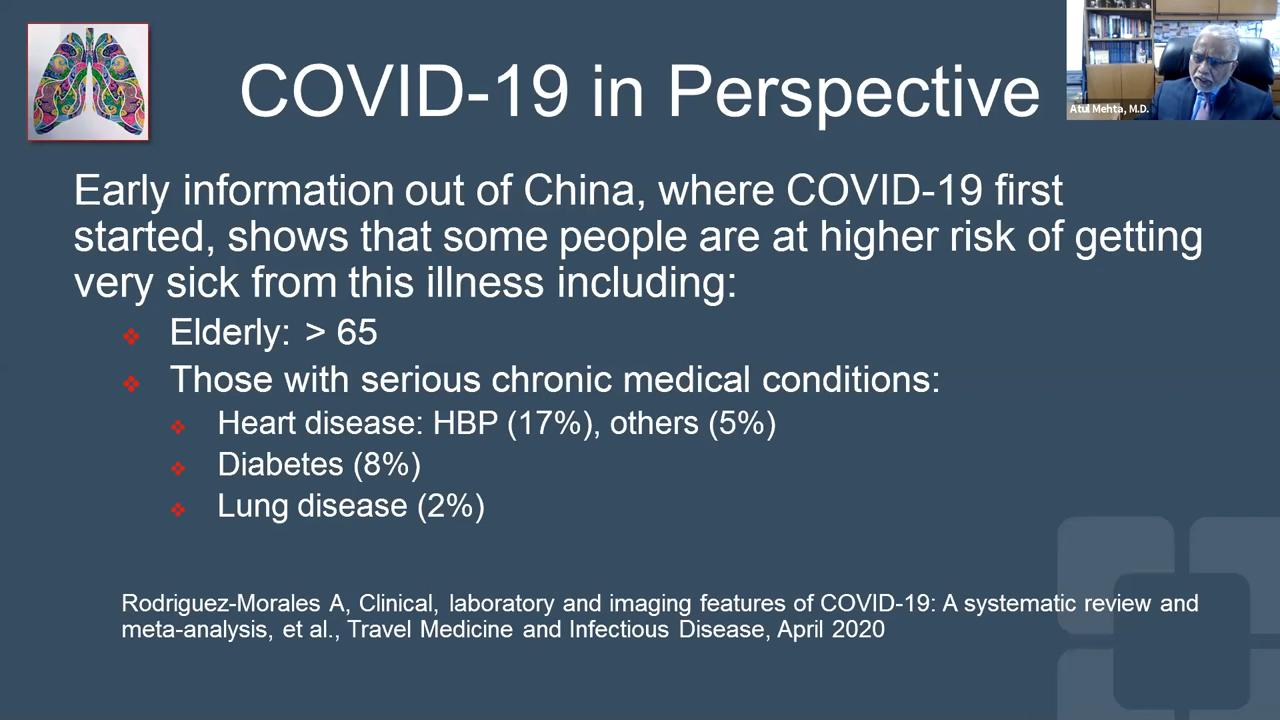 COVID-19 in Perspective
Atul Mehta, M.D.
Early information out of China, where COVID-19 first
started, shows that some people are at higher risk of getting
very sick from this illness including:
Elderly: > 65
Those with serious chronic medical conditions:
Heart disease: HBP (17%), others (5%)
Diabetes (8%)
Lung disease (2%)
Rodriguez-Morales A, Clinical, laboratory and imaging features of COVID-19: A systematic review and
meta-analysis, et al., Travel Medicine and Infectious Disease, April 2020